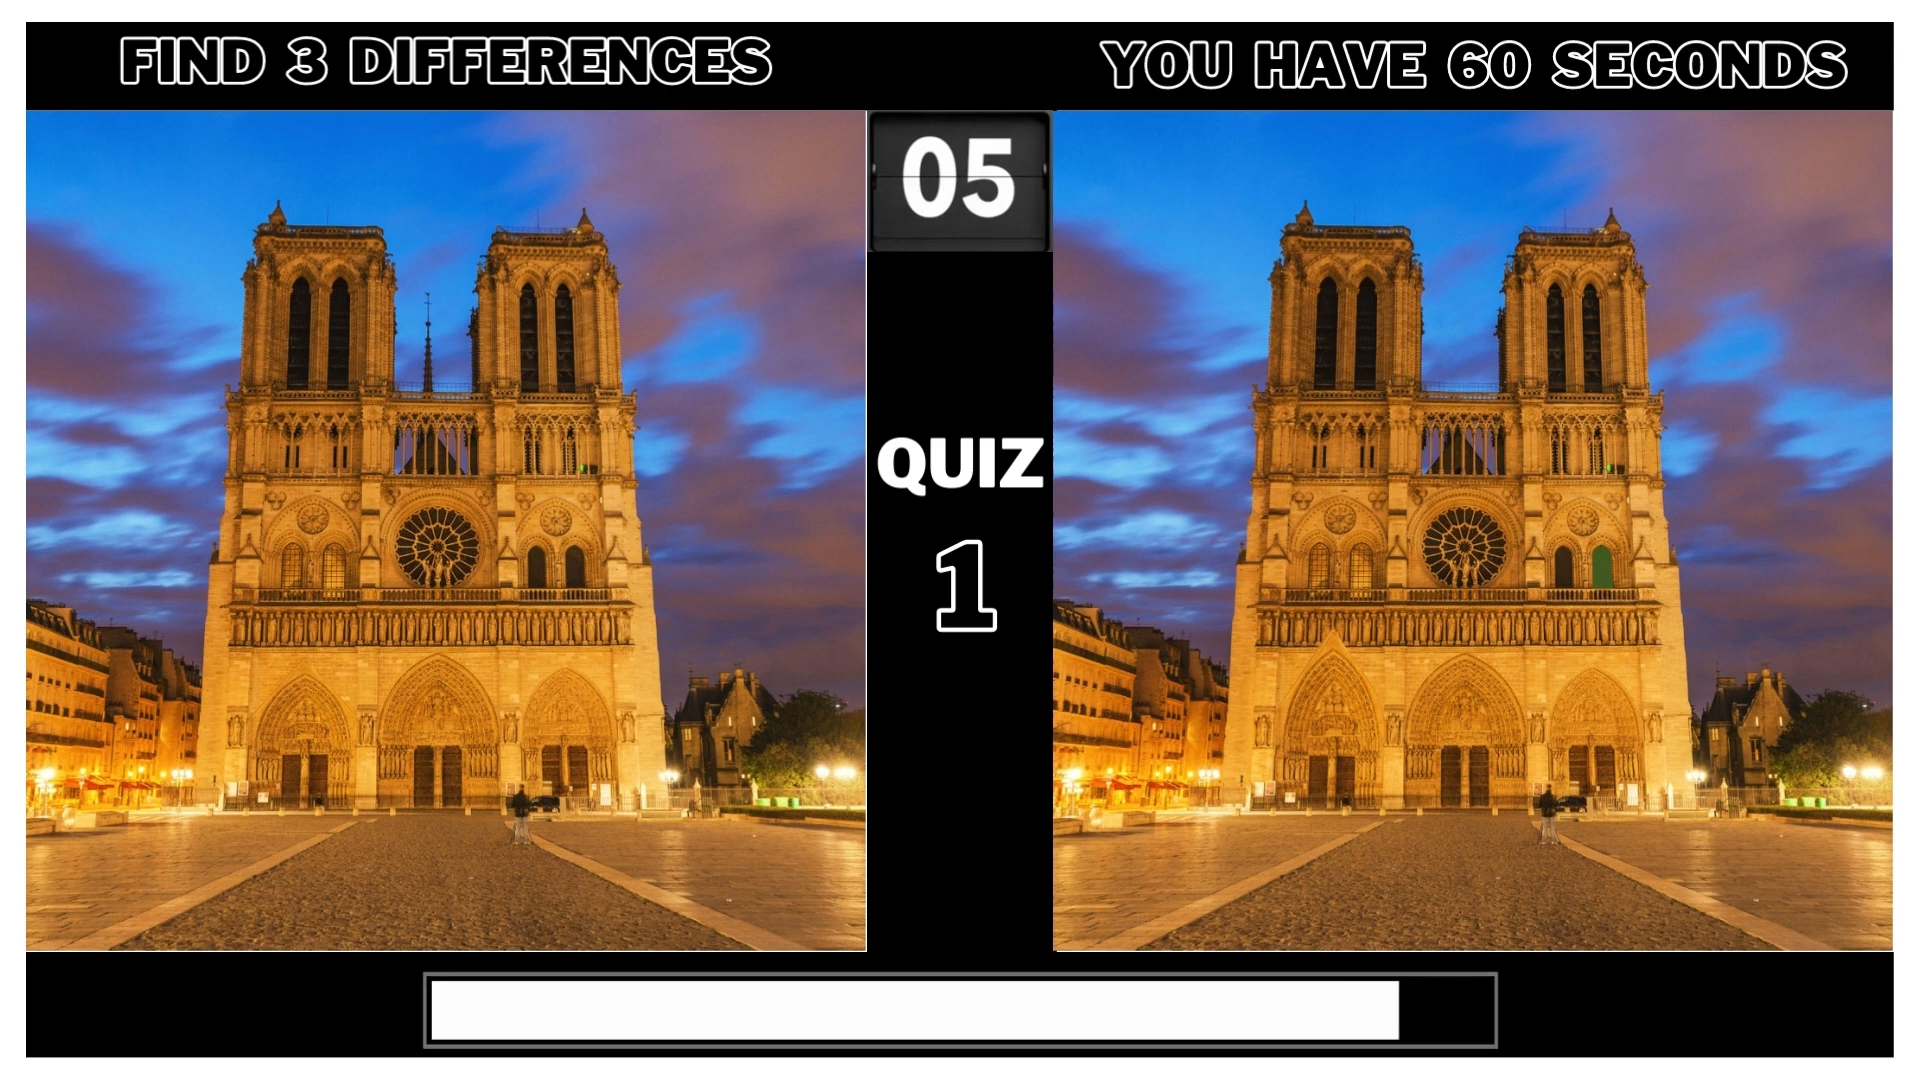 FIND 3 DIFFERENCES
YOU HAVE 60 SECONDS
05
QUIZ
1